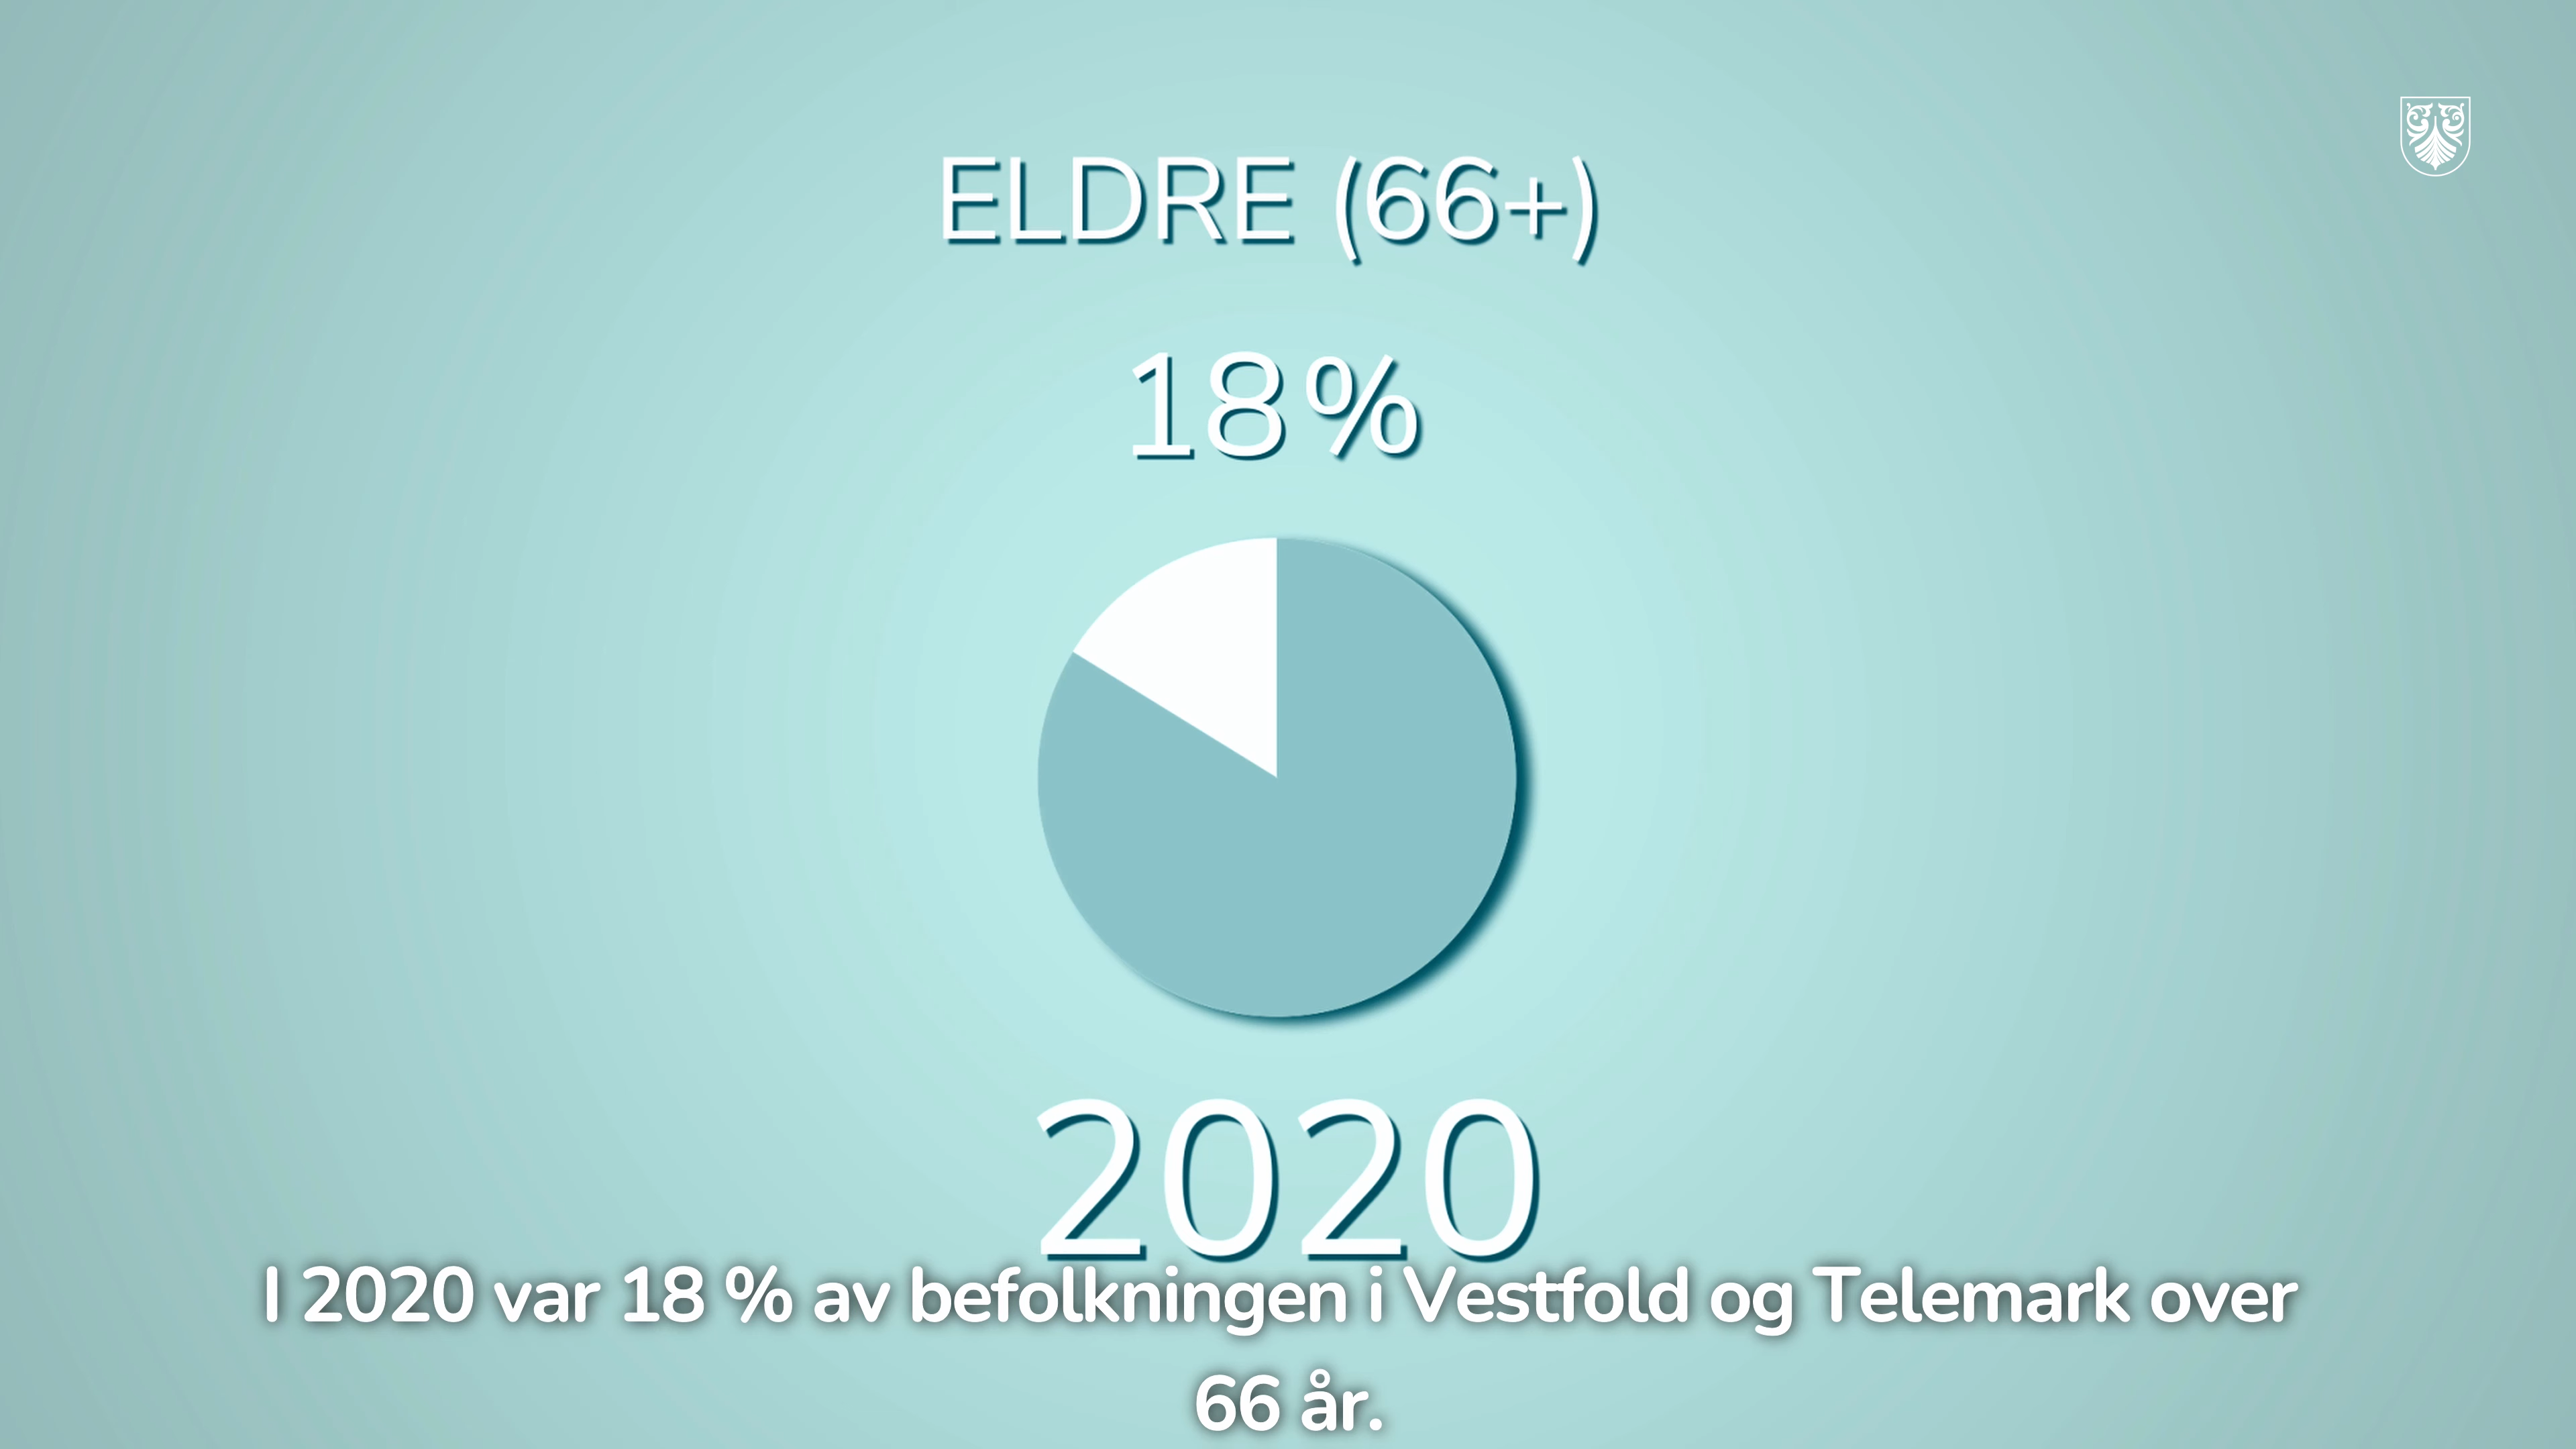 ELDRE (66+)
18%
2020
I 2020 var 18 % av befolkningen i Vestfold og Telemark over
66 år.